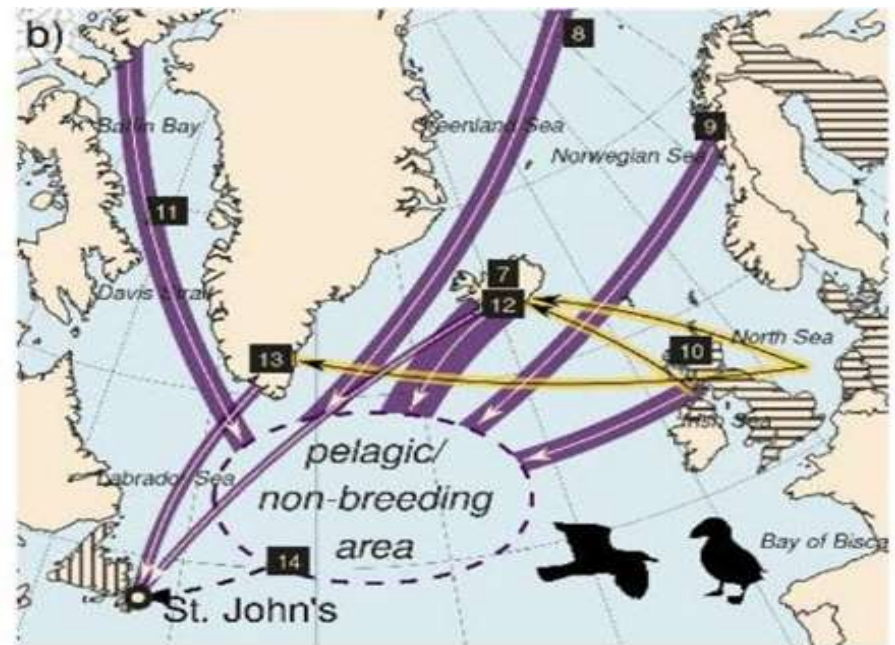 b)
8
Baffin Bay
Greenland Sea
9
Norwegian Sea
11
7
12
Davis Strait
North Sea
10
13
Irish Sea
pelagic/
Labrador Sea
non-breeding
area
Bay of Bisca
14
St. John's